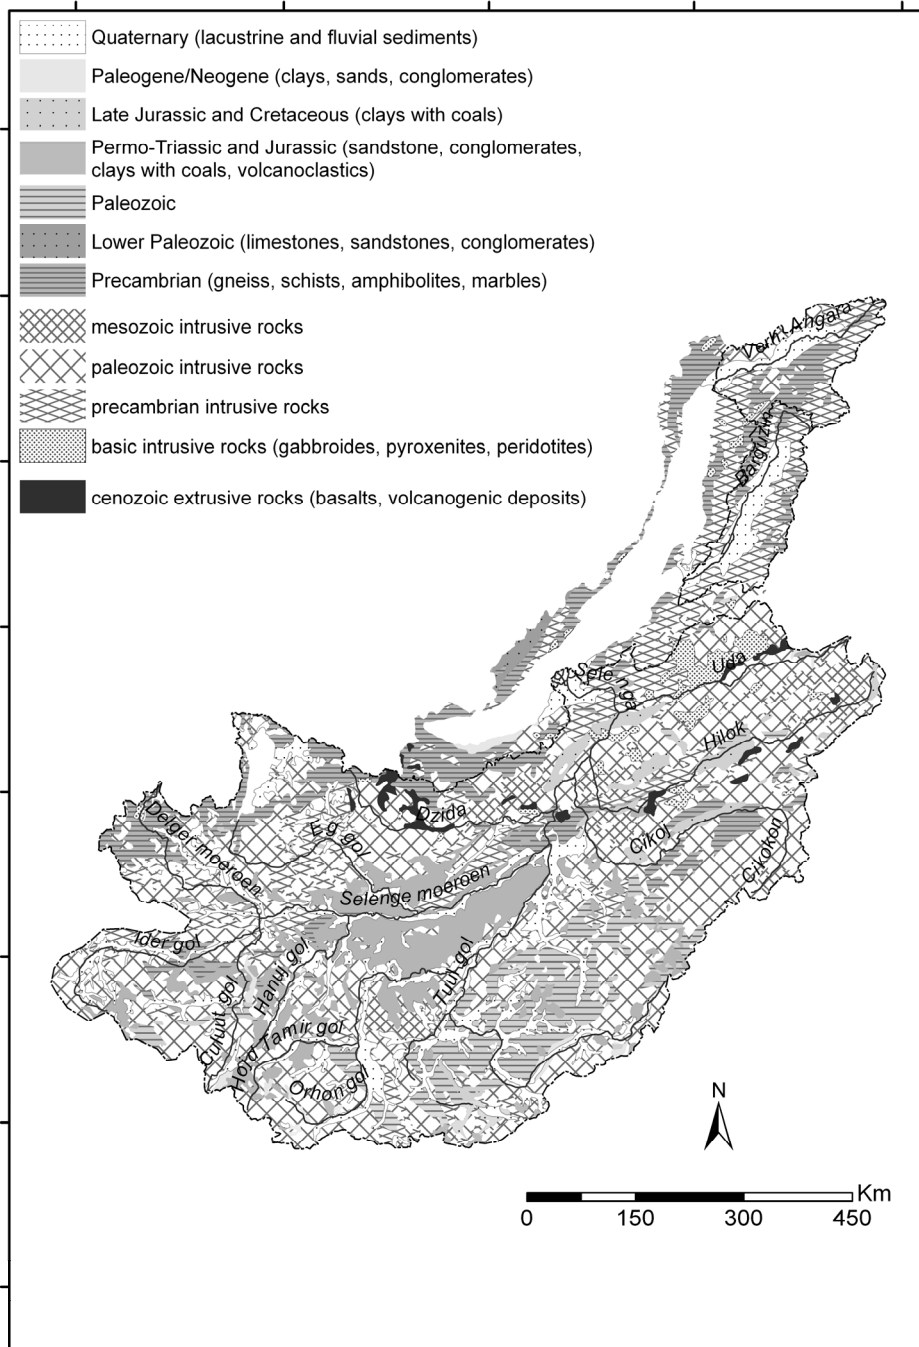 Quaternary (lacustrine and fluvial sediments)
Paleogene/Neogene (clays, sands, conglomerates)
Late Jurassic and Cretaceous (clays with coals)
Permo-Triassic and Jurassic (sandstone, conglomerates,
clays with coals, volcanoclastics)
Paleozoic
Lower Paleozoic (limestones, sandstones, conglomerates)
Precambrian (gneiss, schists, amphibolites, marbles)
mesozoic intrusive rocks
paleozoic intrusive rocks
precambrian intrusive rocks
basic intrusive rocks (gabbroides, pyroxenites, peridotites)
cenozoic extrusive rocks (basalts, volcanogenic deposits)
Verh. Angara
Barguzin
Uda
Selenga
Hilok
Dzida
Cikoj
Cikokon
Delger moeroen
E.g. gol
Selenge moeroen
Ider gol
Hanuj gol
Tuul gol
Culuut gol
Hoid Tamir gol
Orhon gol
N
Km
0 150 300 450